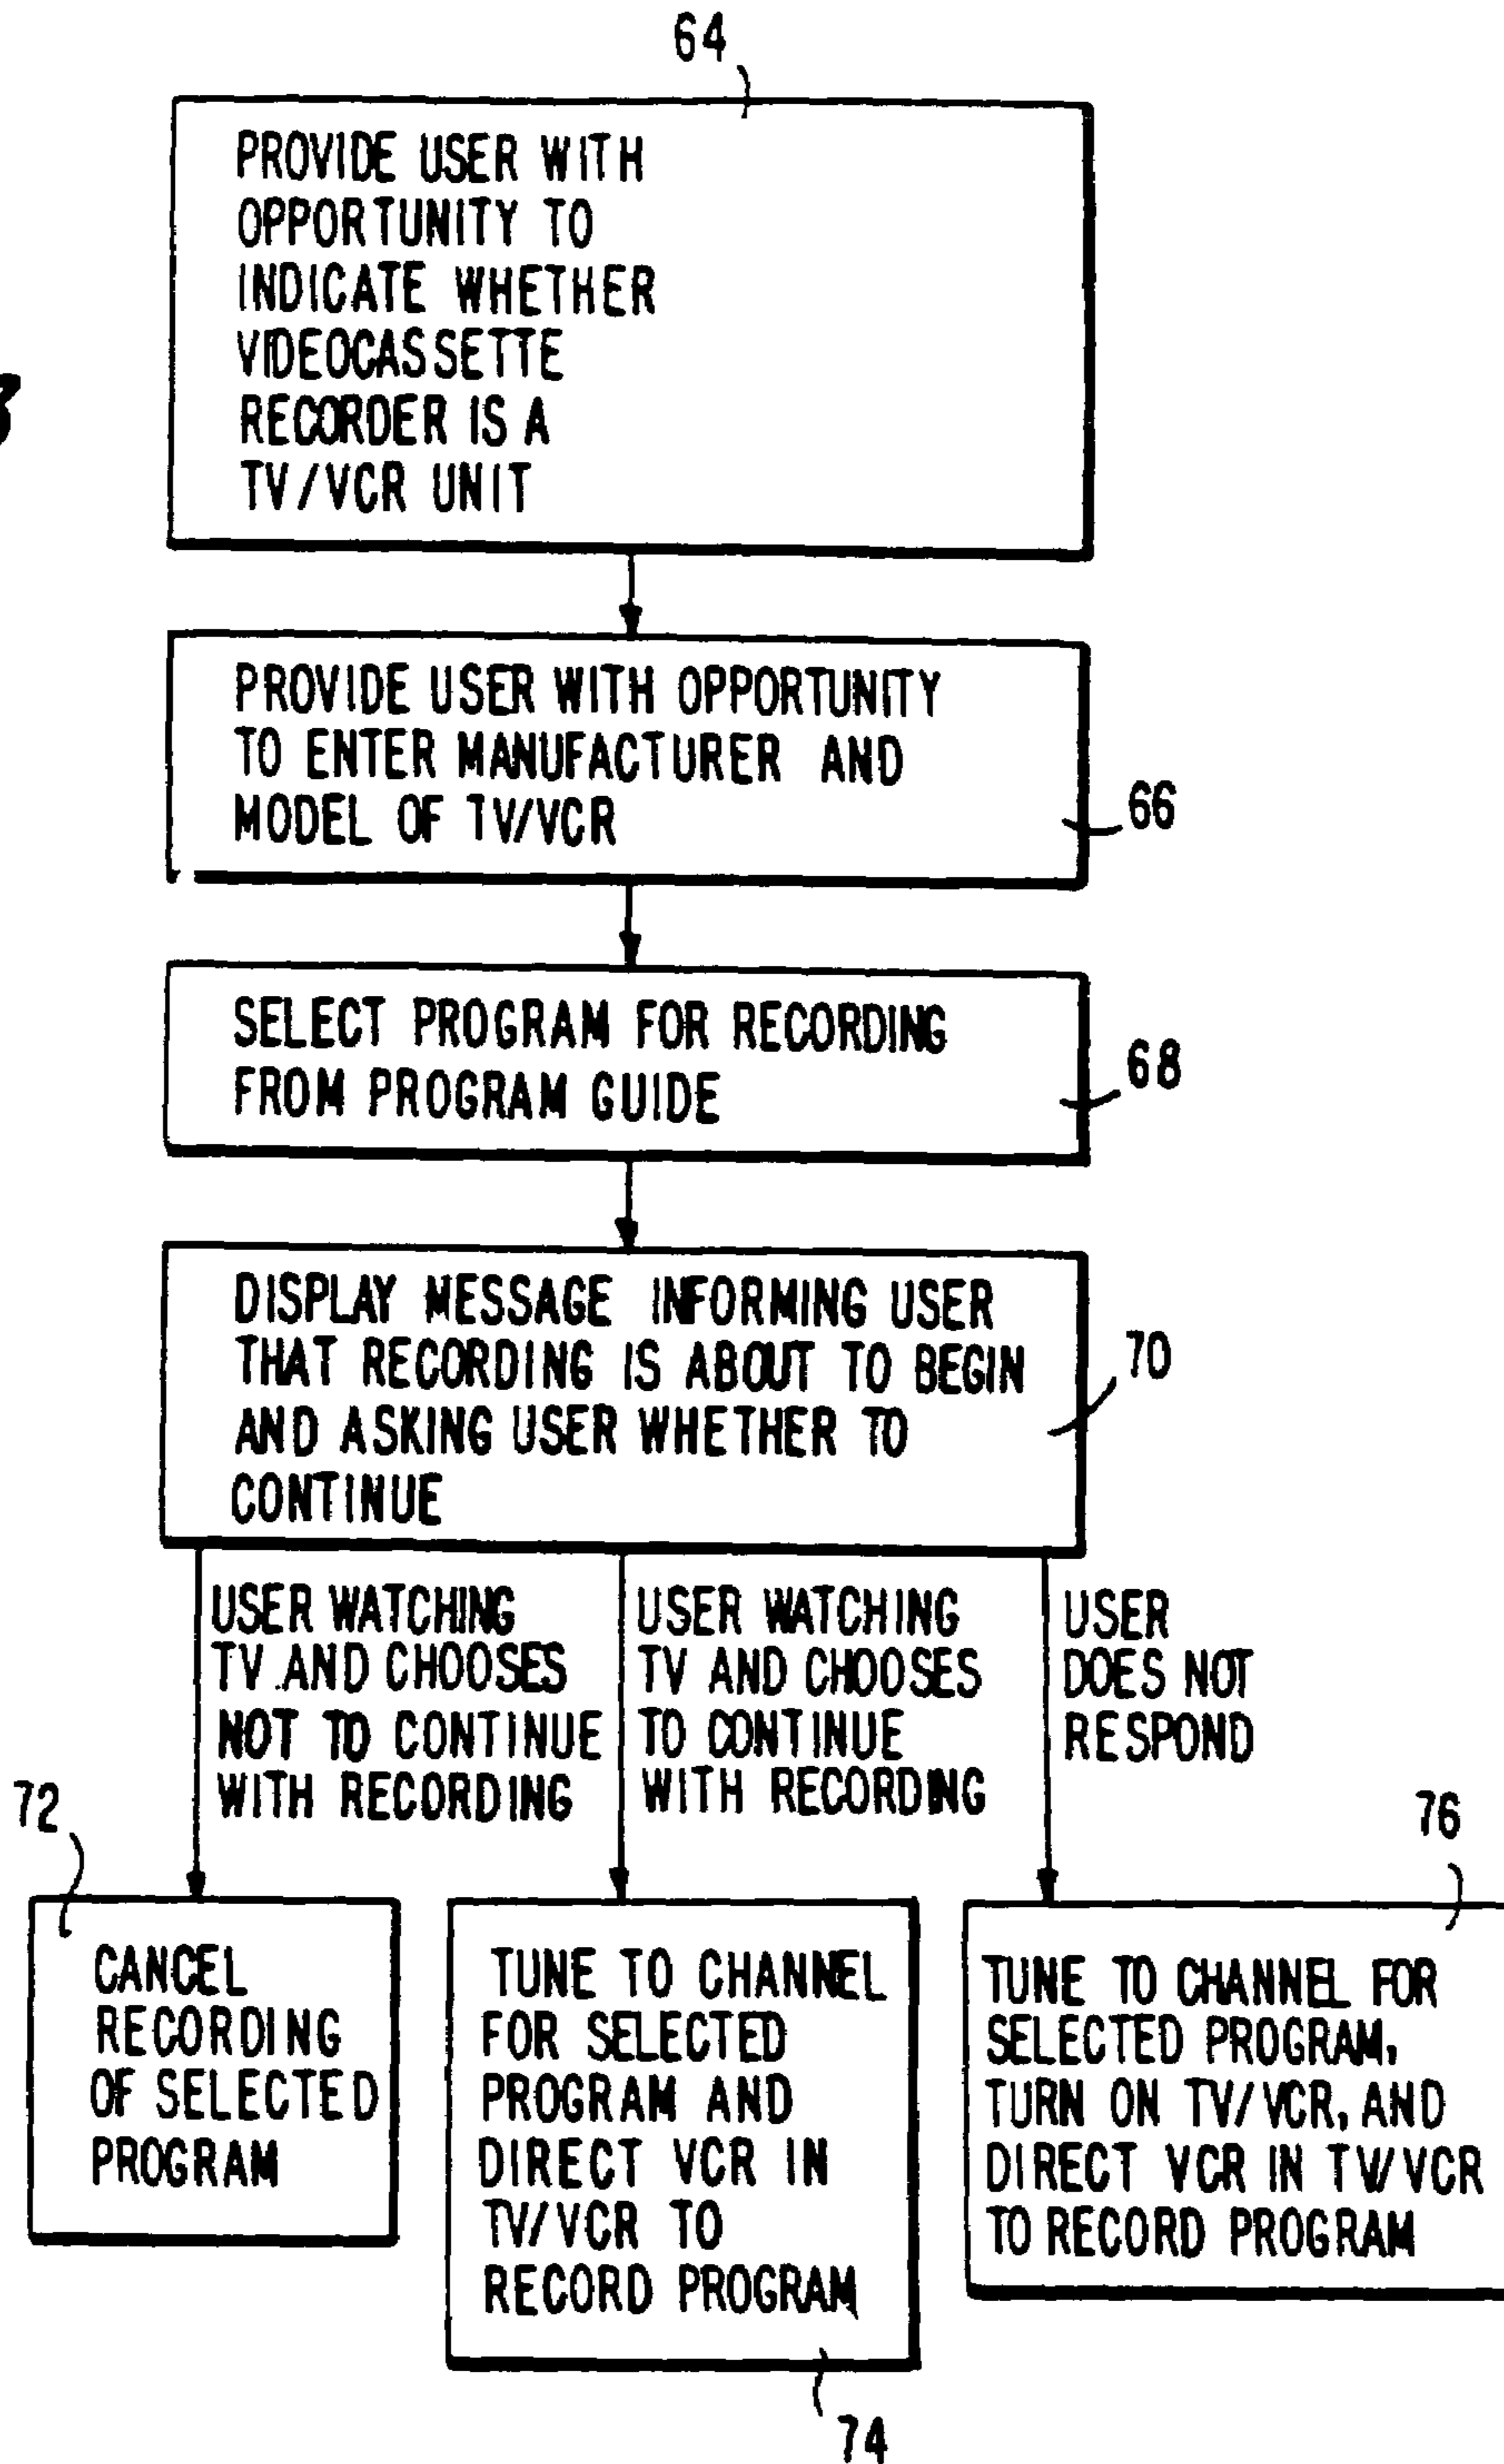 64
PROVIDE USER WITH
OPPORTUNITY TO
INDICATE WHETHER
VIDEOCASSETTE
RECORDER IS A
TV/VCR UNIT
3
PROVIDE USER WITH OPPORTUNITY
TO ENTER MANUFACTURER AND
MODEL OF TV/VCR
66
SELECT PROGRAM FOR RECORDING
FROM PROGRAM GUIDE
68
DISPLAY MESSAGE INFORMING USER
THAT RECORDING IS ABOUT TO BEGIN
AND ASKING USER WHETHER TO
CONTINUE
70
USER WATCHING
TV AND CHOOSES
NOT TO CONTINUE
WITH RECORDING
USER WATCHING
TV AND CHOOSES
TO CONTINUE
WITH RECORDING
USER
DOES NOT
RESPOND
72
CANCEL
RECORDING
OF SELECTED
PROGRAM
TUNE TO CHANNEL
FOR SELECTED
PROGRAM AND
DIRECT VCR IN
TV/VCR TO
RECORD PROGRAM
74
76
TUNE TO CHANNEL FOR
SELECTED PROGRAM,
TURN ON TV/VCR, AND
DIRECT VCR IN TV/VCR
TO RECORD PROGRAM